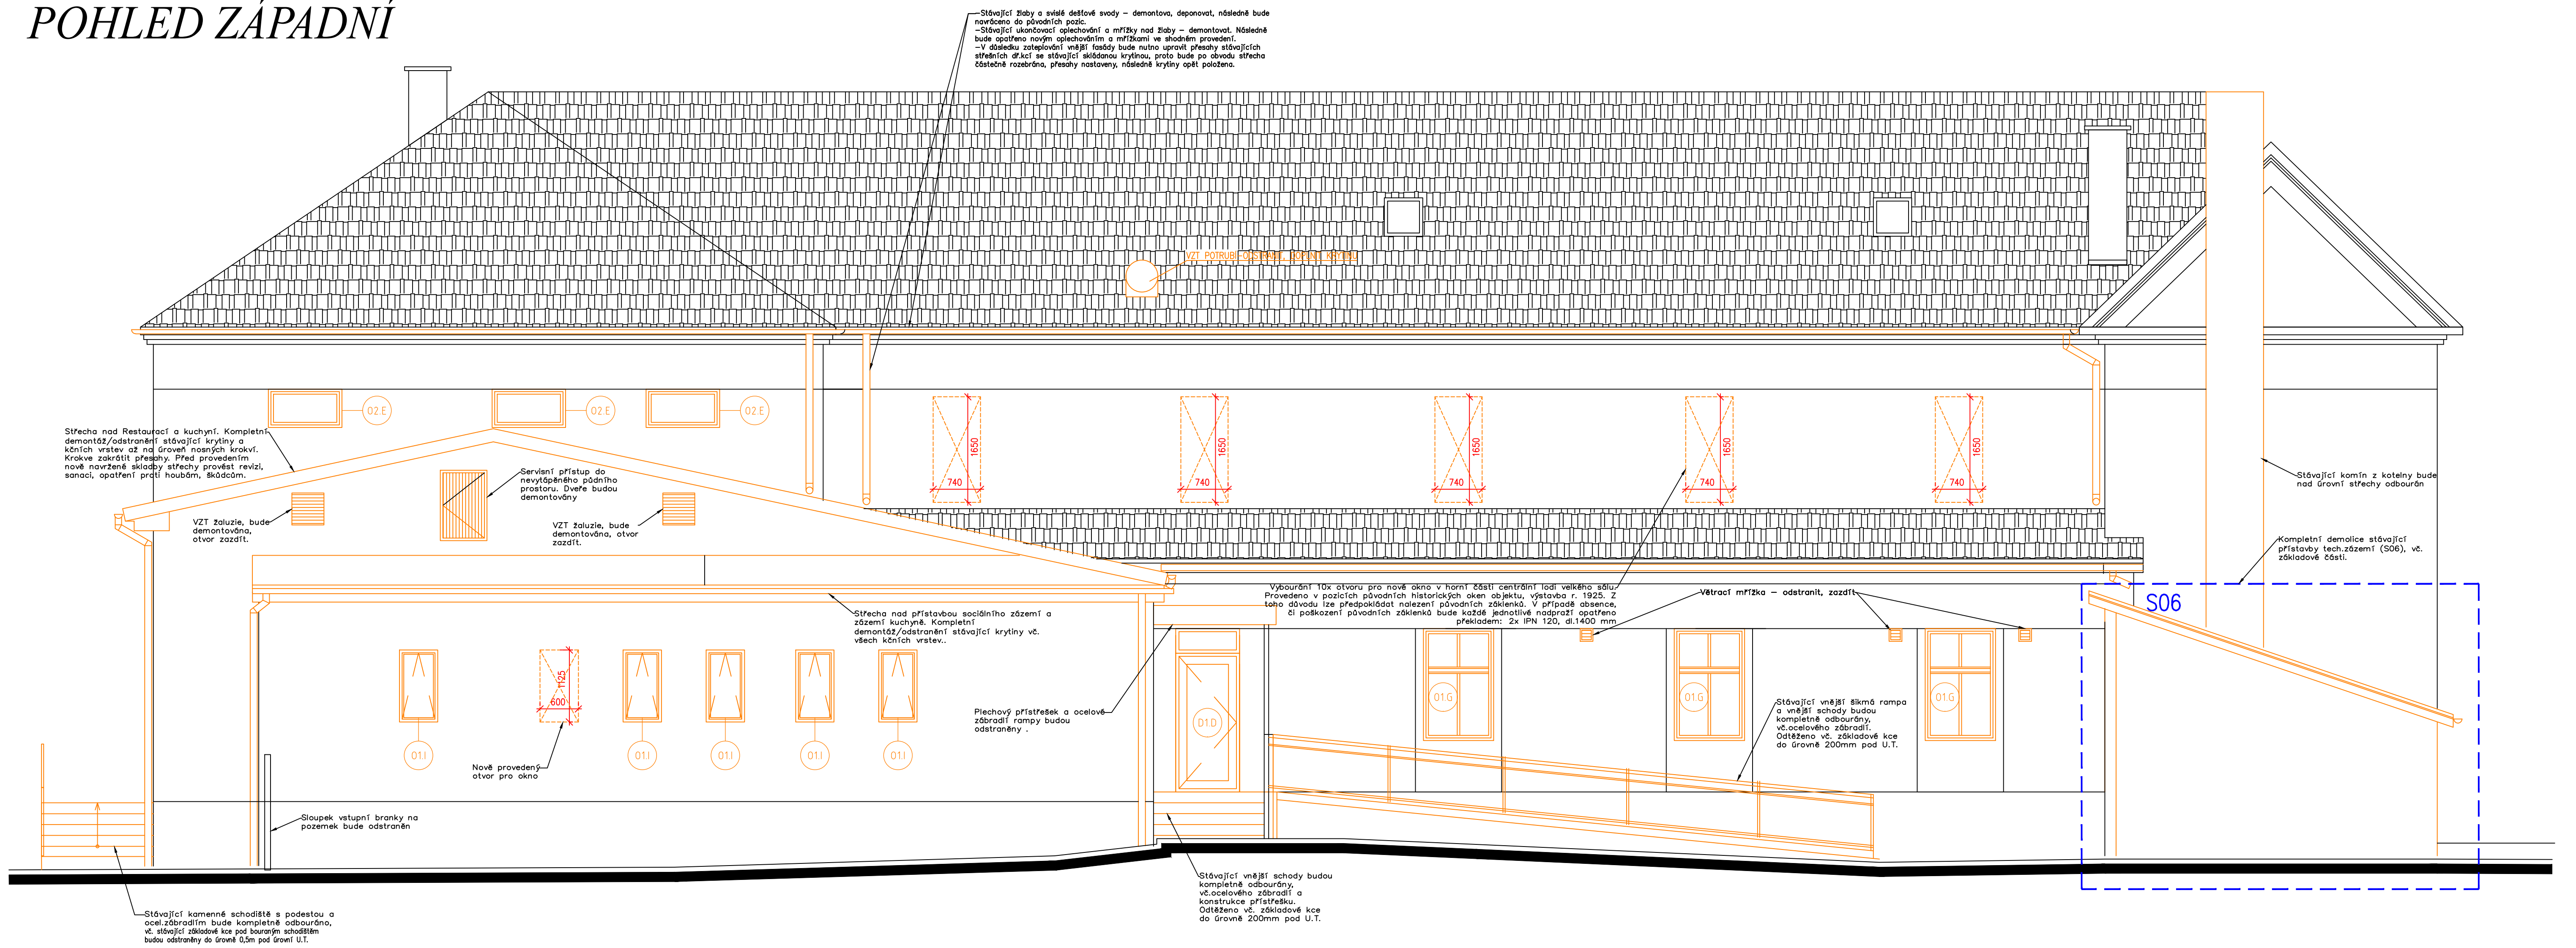 POHLED ZÁPADNÍ
-Stávající žlaby a svislé dešťové svody - demontova, deponovat, následně bude
navráceno do původních pozic.
-Stávající ukončovací oplechování a mřížky nad žlaby - demontovat. Následně
bude opatřeno novým oplechováním a mřížkami ve shodném provedení.
-V důsledku zateplování vnější fasády bude nutno upravit přesahy stávajících
střešních dř.kcí se stávající skládanou krytinou, proto bude po obvodu střecha
částečně rozebrána, přesahy nastaveny, následně krytiny opět položena.
VZT POTRUBÍ-ODSTRANIT, DOPLNIT KRYTINU
02.E
02.E
02.E
Střecha nad Restaurací a kuchyní. Kompletní
demontáž/odstranění stávající krytiny a
kčních vrstev až na úroveň nosných krokví.
Krokve zakrátit přesahy. Před provedením
nově navržené skladby střechy provést revizi,
sanaci, opatření proti houbám, škůdcům.
Servisní přístup do
nevytápěného půdního
prostoru. Dveře budou
demontovány
VZT žaluzie, bude
demontována,
otvor zazdít.
VZT žaluzie, bude
demontována, otvor
zazdít.
1650
740
1650
740
1650
740
1650
740
1650
740
Stávající komín z kotelny bude
nad úrovní střechy odbourán
Kompletní demolice stávající
přístavby tech.zázemí (S06), vč.
základové části.
S06
Vybourání 10x otvoru pro nové okno v horní části centrální lodi velkého sálu.
Provedeno v pozicích původních historických oken objektu, výstavba r. 1925. Z
toho důvodu lze předpokládat nalezení původních záklenků. V případě absence,
či poškození původních záklenků bude každé jednotlivě nadpraží opatřeno
překladem: 2x IPN 120, dl.1400 mm
Větrací mřížka - odstranit, zazdít
Střecha nad přístavbou sociálního zázemí a
zázemí kuchyně. Kompletní
demontáž/odstranění stávající krytiny vč.
všech kčních vrstev..
1125
600
01.I
01.I
01.I
01.I
01.I
Nově provedený
otvor pro okno
Plechový přístřešek a ocelové
zábradlí rampy budou
odstraněny .
D1.D
01.G
01.G
01.G
Stávající vnější šikmá rampa
a vnější schody budou
kompletně odbourány,
vč.ocelového zábradlí.
Odtěženo vč. základové kce
do úrovně 200mm pod U.T.
Sloupek vstupní branky na
pozemek bude odstraněn
Stávající vnější schody budou
kompletně odbourány,
vč.ocelového zábradlí a
konstrukce přístřešku.
Odtěženo vč. základové kce
do úrovně 200mm pod U.T.
Stávající kamenné schodiště s podestou a
ocel.zábradlím bude kompletně odbouráno,
vč. stávající základové kce pod bouraným schodištěm
budou odstraněny do úrovně 0,5m pod úrovní U.T.